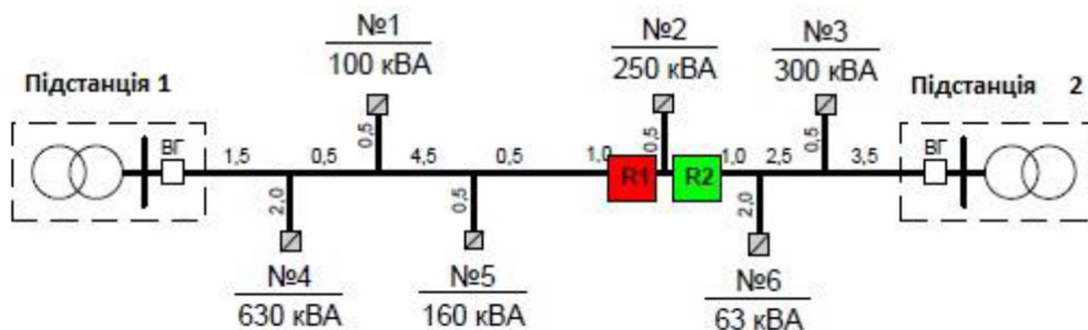 №1
100 кВА
№2
250 кВА
№3
300 кВА
Підстанція 1
Підстанція 2
ВГ
1,5
0,5
0,5
4,5
0,5
1,0
R1
0,5
R2
1,0
2,5
0,5
3,5
ВГ
2,0
0,5
2,0
№4
630 кВА
№5
160 кВА
№6
63 кВА